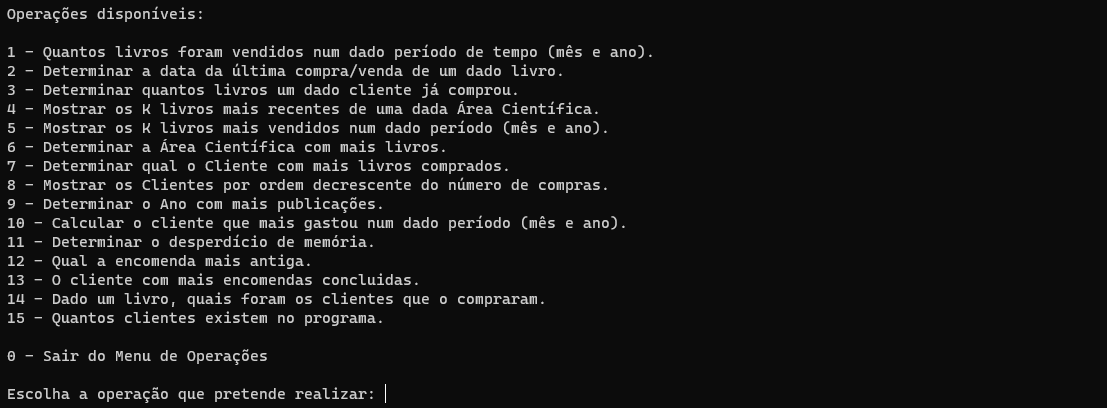 Operações disponíveis:
1 - Quantos livros foram vendidos num dado período de tempo (mês e ano).
2 - Determinar a data da última compra/venda de um dado livro.
3 - Determinar quantos livros um dado cliente já comprou.
4 - Mostrar os K livros mais recentes de uma dada Área Científica.
5 - Mostrar os K livros mais vendidos num dado período (mês e ano).
6 - Determinar a Área Científica com mais livros.
7 - Determinar qual o Cliente com mais livros comprados.
8 - Mostrar os Clientes por ordem decrescente do número de compras.
9 - Determinar o Ano com mais publicações.
10 - Calcular o cliente que mais gastou num dado período (mês e ano).
11 - Determinar o desperdício de memória.
12 - Qual a encomenda mais antiga.
13 - O cliente com mais encomendas concluidas.
14 - Dado um livro, quais foram os clientes que o compraram.
15 - Quantos clientes existem no programa.
0 - Sair do Menu de Operações
Escolha a operação que pretende realizar: